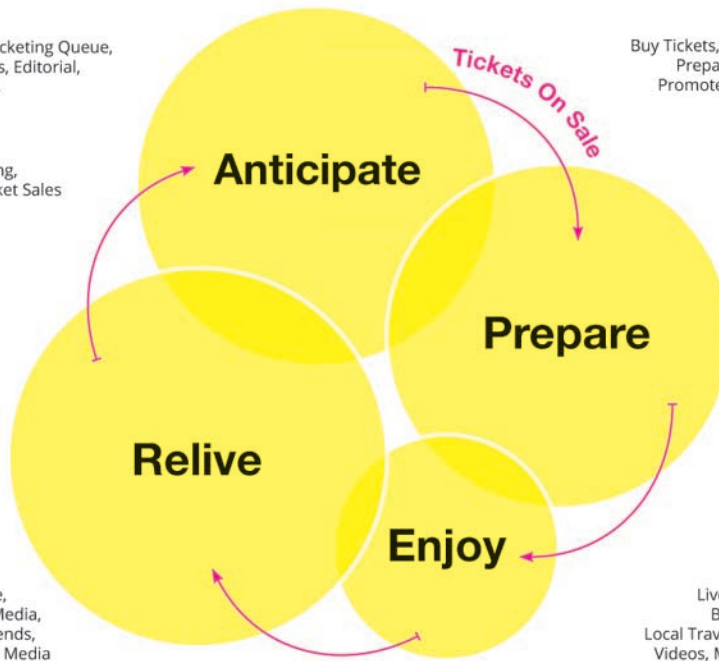 cketing Queue,
s, Editorial,
ng,
ket Sales
Buy Tickets,
Prepa
Promote
Tickets On Sale
Anticipate
Prepare
Relive
Enjoy
e,
Media,
ends,
Media
Live
B
Local Trav
Videos, M